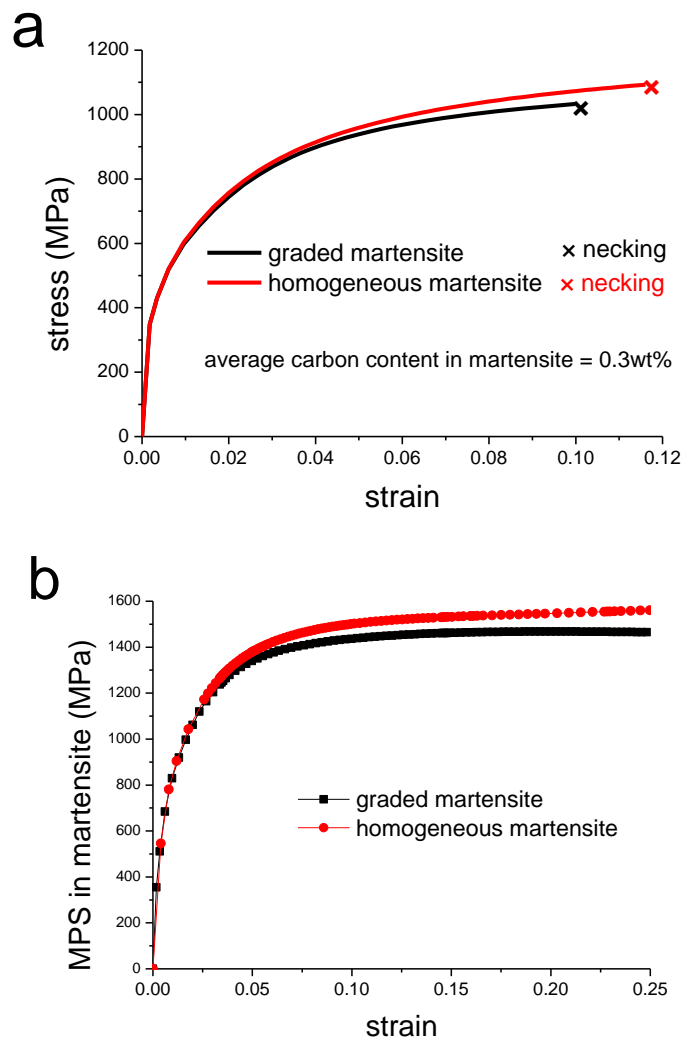 a
1200
1000
800
600
400
200
0
stress (MPa)
graded martensite
× necking
homogeneous martensite
× necking
average carbon content in martensite = 0.3wt%
0.00 0.02 0.04 0.06 0.08 0.10 0.12
strain
b
1600
1400
1200
1000
800
600
400
200
0
MPS in martensite (MPa)
graded martensite
homogeneous martensite
0.00 0.05 0.10 0.15 0.20 0.25
strain